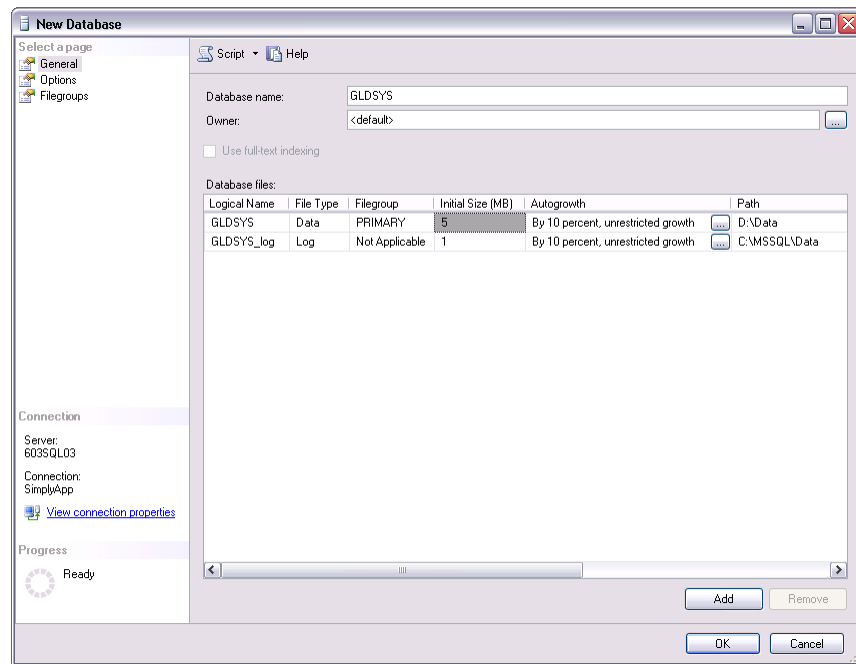 New Database
Select a page
General
Options
Filegroups
Script Help
Database name: GLDSYS
Owner: <default> ...
Use full-text indexing
Database files:
Logical Name File Type Filegroup Initial Size (MB) Autogrowth Path
GLDSYS Data PRIMARY 5 By 10 percent, unrestricted growth ... D:\Data
GLDSYS_log Log Not Applicable 1 By 10 percent, unrestricted growth ... C:\MSSQL\Data
Connection
Server:
603SQL03
Connection:
SimplyApp
View connection properties
Progress
Ready
Add Remove
OK Cancel